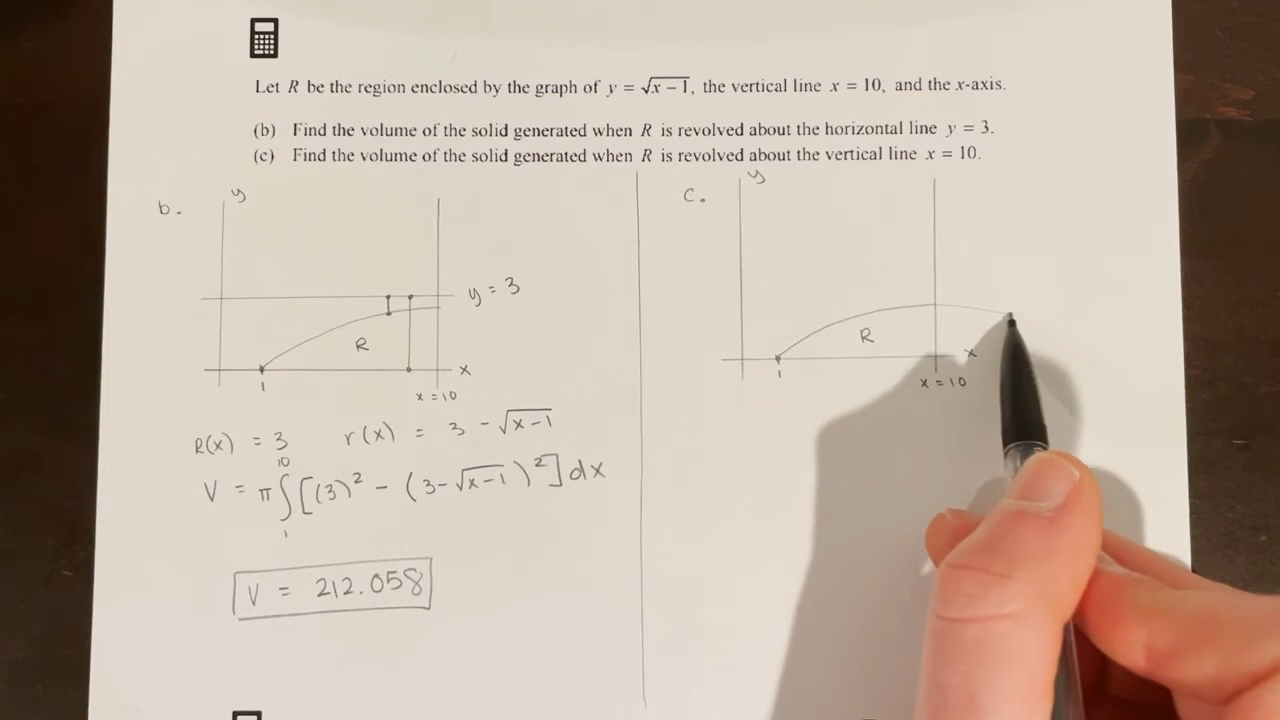 Let R be the region enclosed by the graph of y = √x − 1, the vertical line x = 10, and the x-axis.
(b) Find the volume of the solid generated when R is revolved about the horizontal line y = 3.
(c) Find the volume of the solid generated when R is revolved about the vertical line x = 10.
b.
y
y = 3
R
x
1
x = 10
R(x) = 3 r(x) = 3 - √x-1
V = π∫₁¹⁰ [(3)² - (3-√x-1)²] dx
V = 212.058
c.
y
R
x
1
x = 10